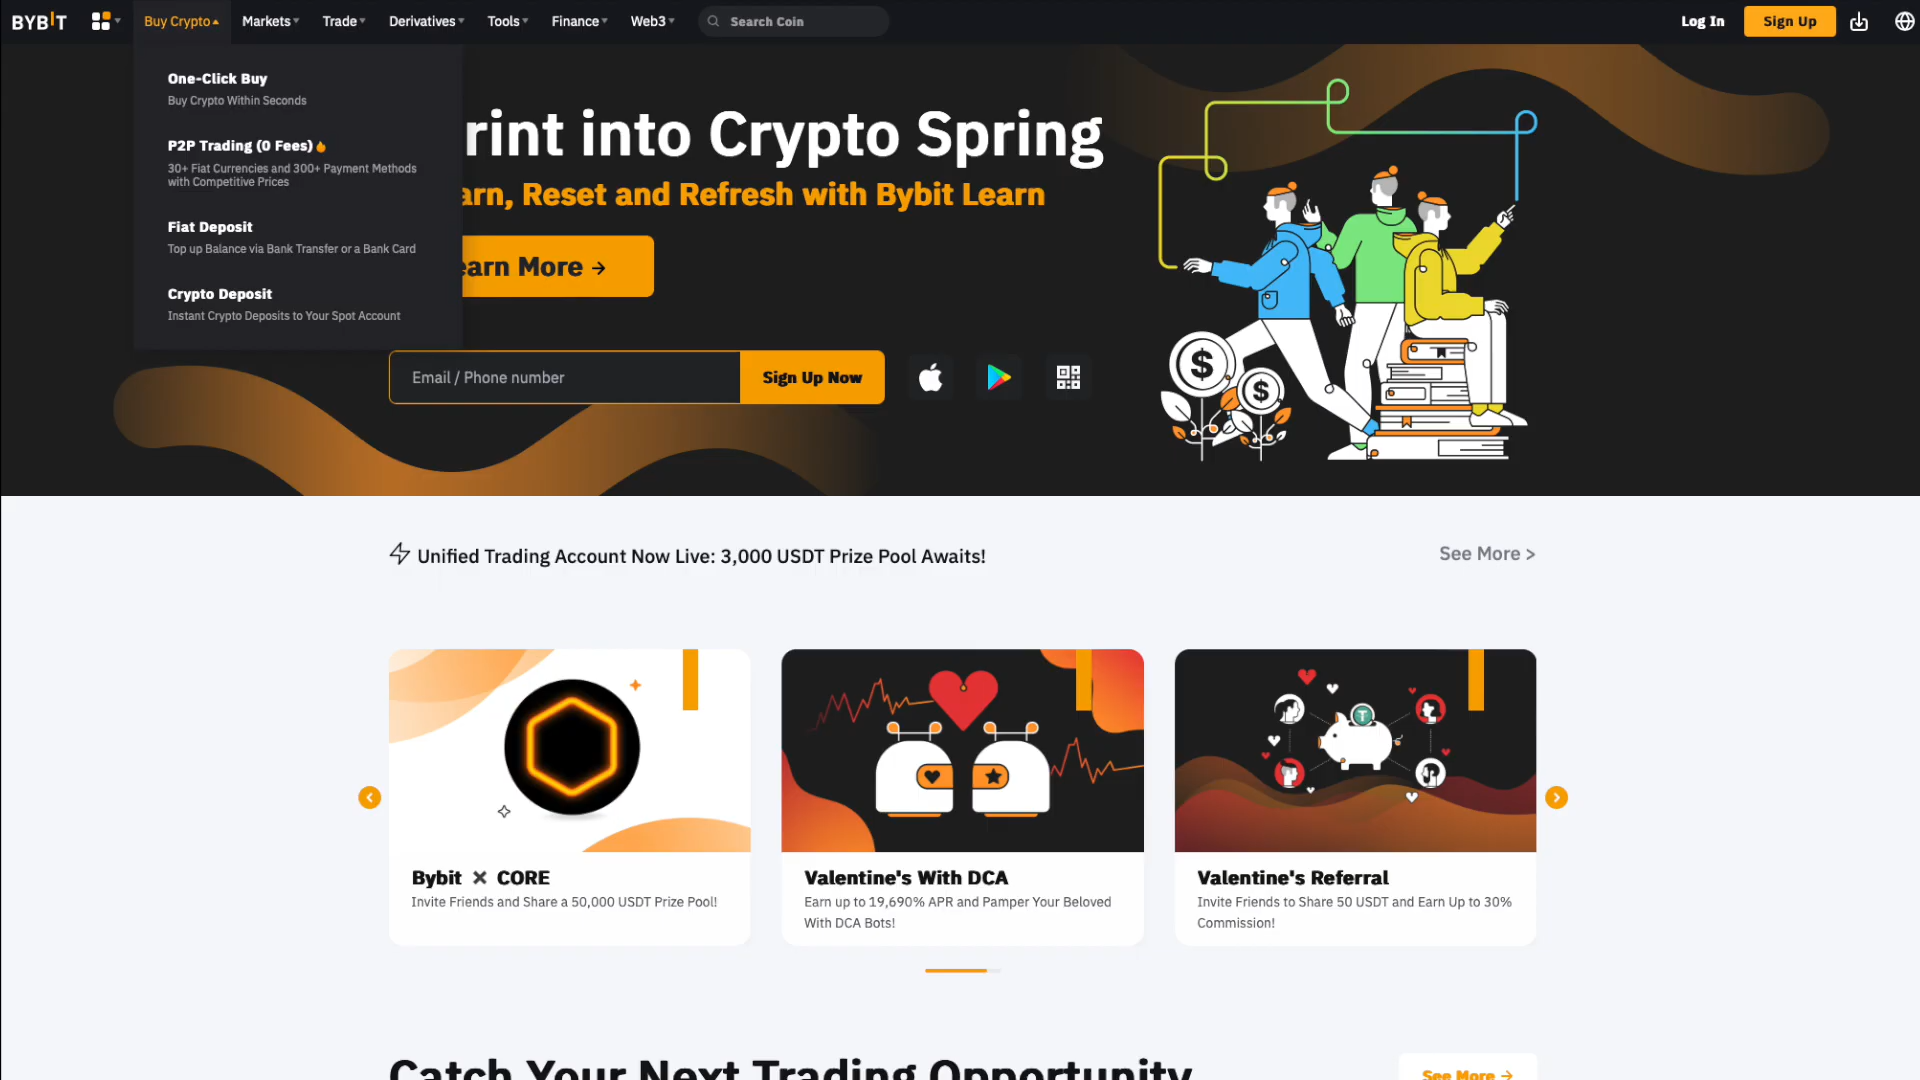 BYBIT
Buy Crypto
Markets
Trade
Derivatives
Tools
Finance
Web3
Search Coin
Log In
Sign Up
One-Click Buy
Buy Crypto Within Seconds
P2P Trading (0 Fees)
30+ Fiat Currencies and 300+ Payment Methods
with Competitive Prices
Fiat Deposit
Top up Balance via Bank Transfer or a Bank Card
Crypto Deposit
Instant Crypto Deposits to Your Spot Account
rint into Crypto Spring
arn, Reset and Refresh with Bybit Learn
earn More →
Email / Phone number
Sign Up Now
$
$
Unified Trading Account Now Live: 3,000 USDT Prize Pool Awaits!
See More >
Bybit ✕ CORE
Invite Friends and Share a 50,000 USDT Prize Pool!
Valentine's With DCA
Earn up to 19,690% APR and Pamper Your Beloved
With DCA Bots!
T
Valentine's Referral
Invite Friends to Share 50 USDT and Earn Up to 30%
Commission!
Catch Your Next Trading Opportunity
See More →